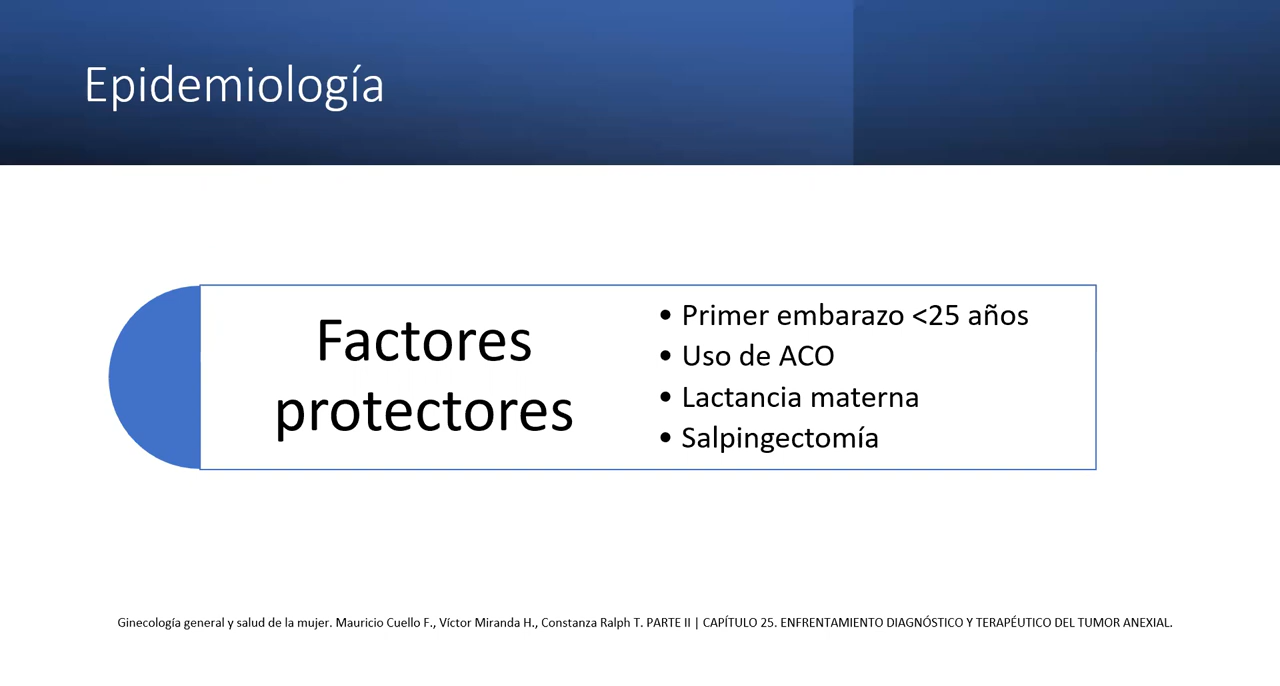 Epidemiología
Factores
protectores
• Primer embarazo <25 años
• Uso de ACO
• Lactancia materna
• Salpingectomía
Ginecología general y salud de la mujer. Mauricio Cuello F., Víctor Miranda H., Constanza Ralph T. PARTE II | CAPÍTULO 25. ENFRENTAMIENTO DIAGNÓSTICO Y TERAPÉUTICO DEL TUMOR ANEXIAL.